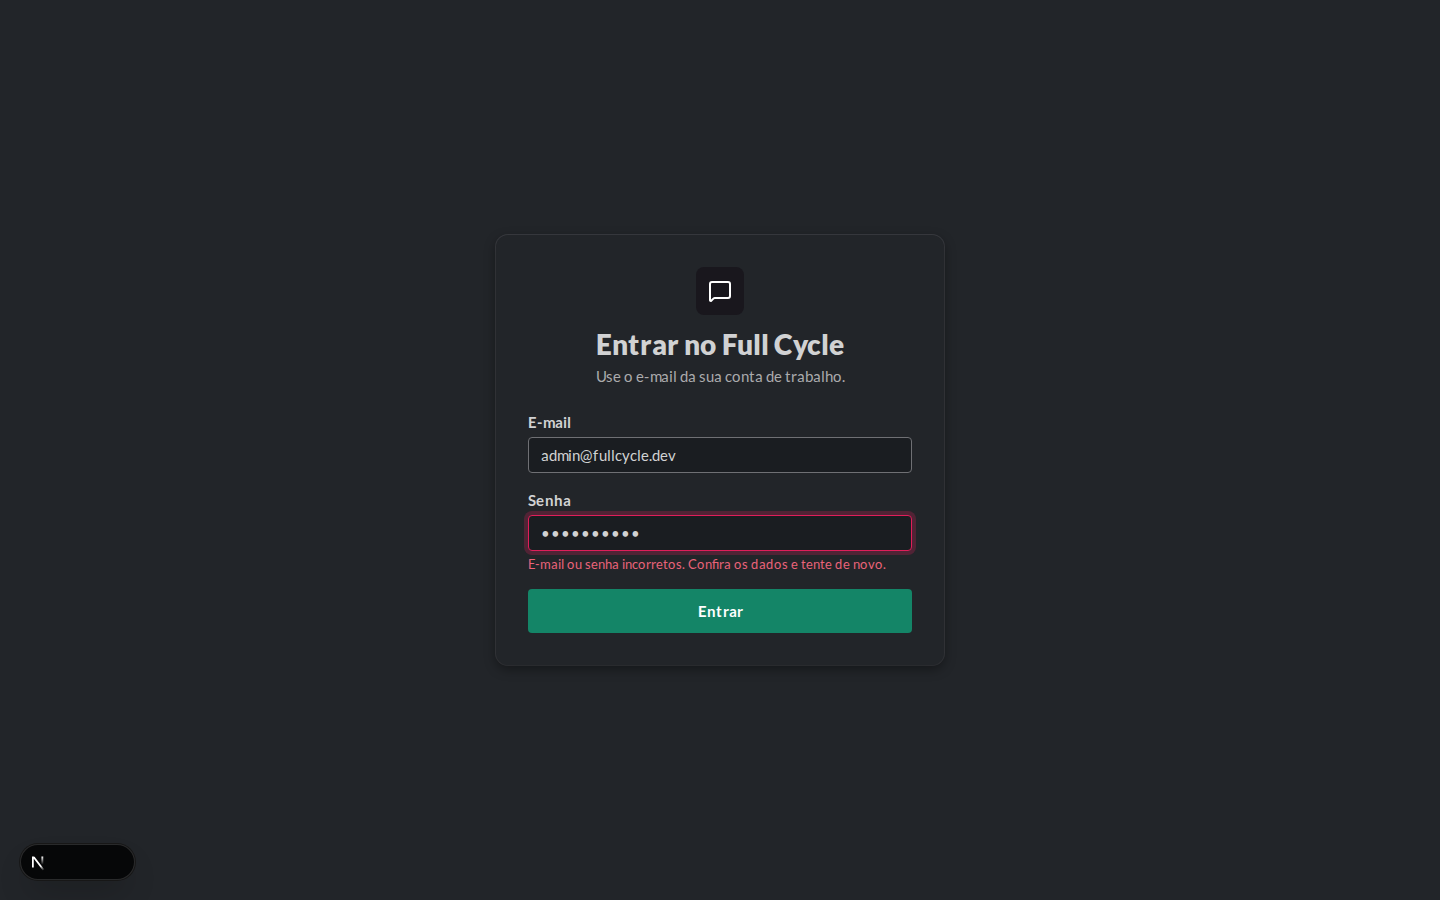 Entrar no Full Cycle
Use o e-mail da sua conta de trabalho.
E-mail
admin@fullcycle.dev
Senha
••••••••••
E-mail ou senha incorretos. Confira os dados e tente de novo.
Entrar